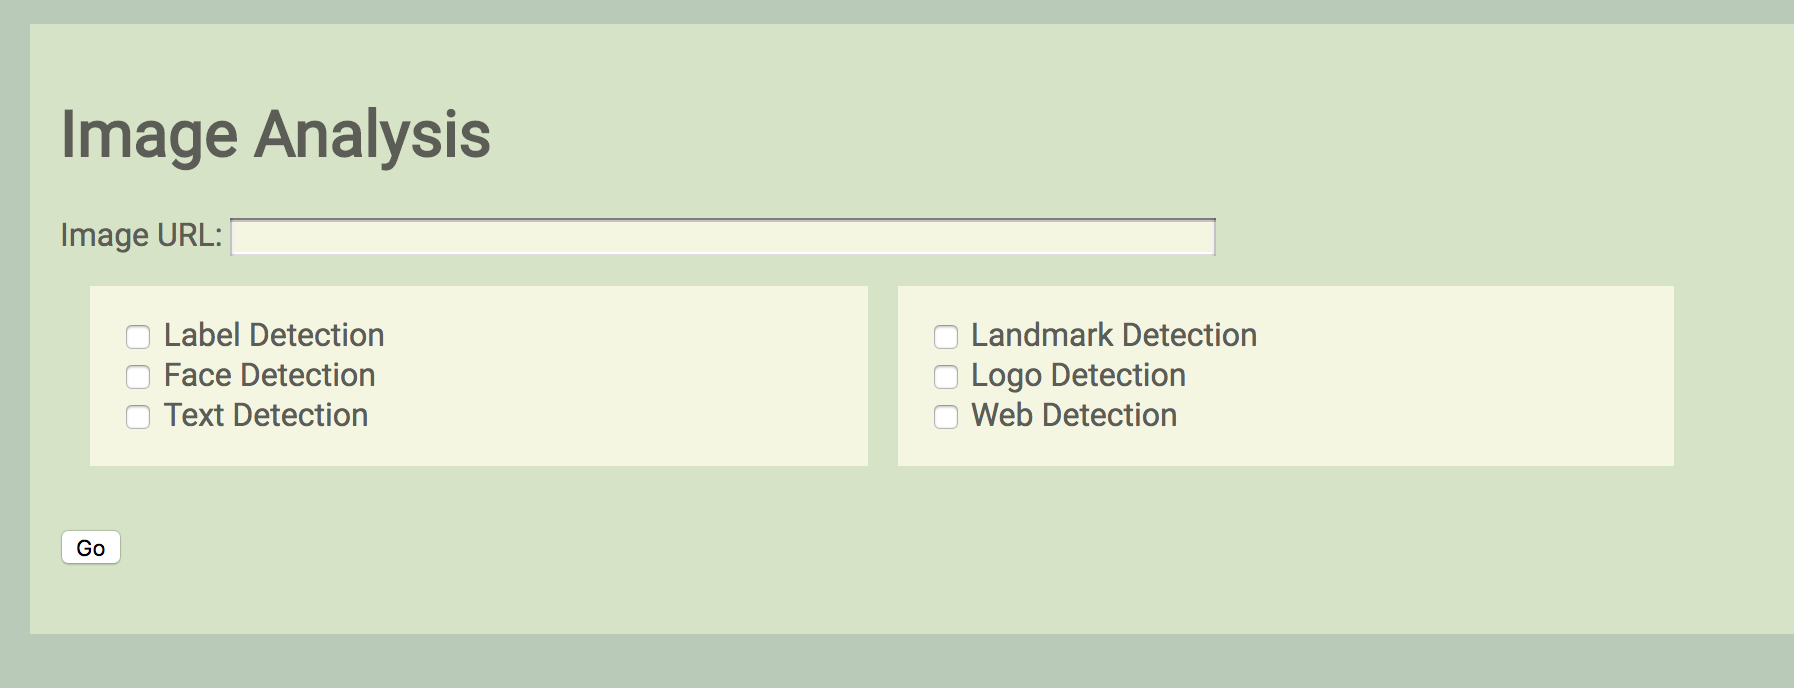 Image Analysis
Image URL:
Label Detection
Face Detection
Text Detection
Landmark Detection
Logo Detection
Web Detection
Go